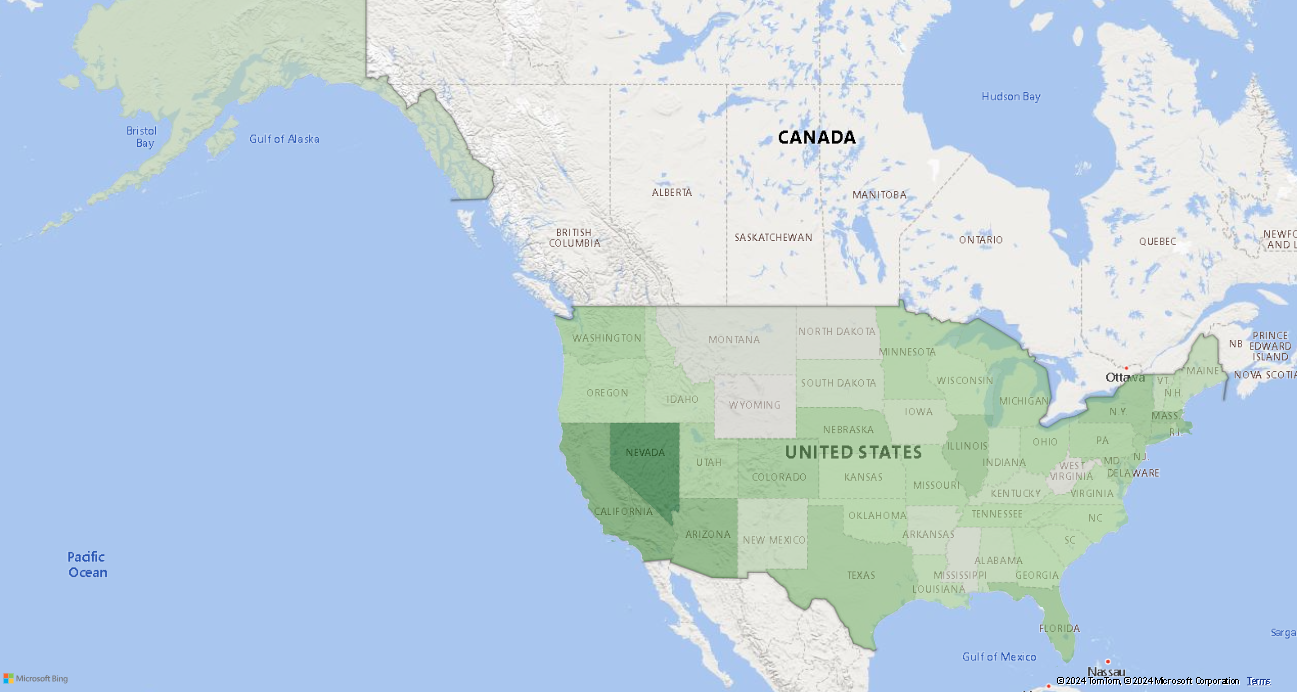 Hudson Bay
Bristol
Bay
Gulf of Alaska
CANADA
ALBERTA
MANITOBA
BRITISH
COLUMBIA
SASKATCHEWAN
ONTARIO
QUEBEC
NEWFO
AND L
WASHINGTON
MONTANA
NORTH DAKOTA
MINNESOTA
NB
PRINCE
EDWARD
ISLAND
Ottawa
MAINE
NOVA SCOTIA
OREGON
IDAHO
WYOMING
SOUTH DAKOTA
WISCONSIN
MICHIGAN
VT.
N.H.
IOWA
N.Y.
MASS.
RI
NEBRASKA
NEVADA
UTAH
COLORADO
UNITED STATES
KANSAS
MISSOURI
ILLINOIS
INDIANA
OHIO
PA
NJ
MD
DELAWARE
WEST
VIRGINIA
KENTUCKY
VIRGINIA
CALIFORNIA
ARIZONA
NEW MEXICO
OKLAHOMA
ARKANSAS
TENNESSEE
NC
SC
TEXAS
LOUISIANA
MISSISSIPPI
ALABAMA
GEORGIA
FLORIDA
Pacific
Ocean
Gulf of Mexico
Sarga
Nassau
Microsoft Bing
© 2024 TomTom, © 2024 Microsoft Corporation Terms